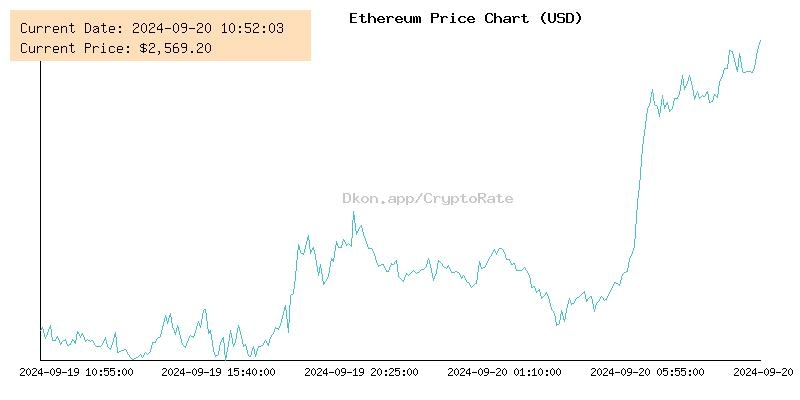 Ethereum Price Chart (USD)
Current Date: 2024-09-20 10:52:03
Current Price: $2,569.20
Dkon.app/CryptoRate
2024-09-19 10:55:00
2024-09-19 15:40:00
2024-09-19 20:25:00
2024-09-20 01:10:00
2024-09-20 05:55:00
2024-09-20